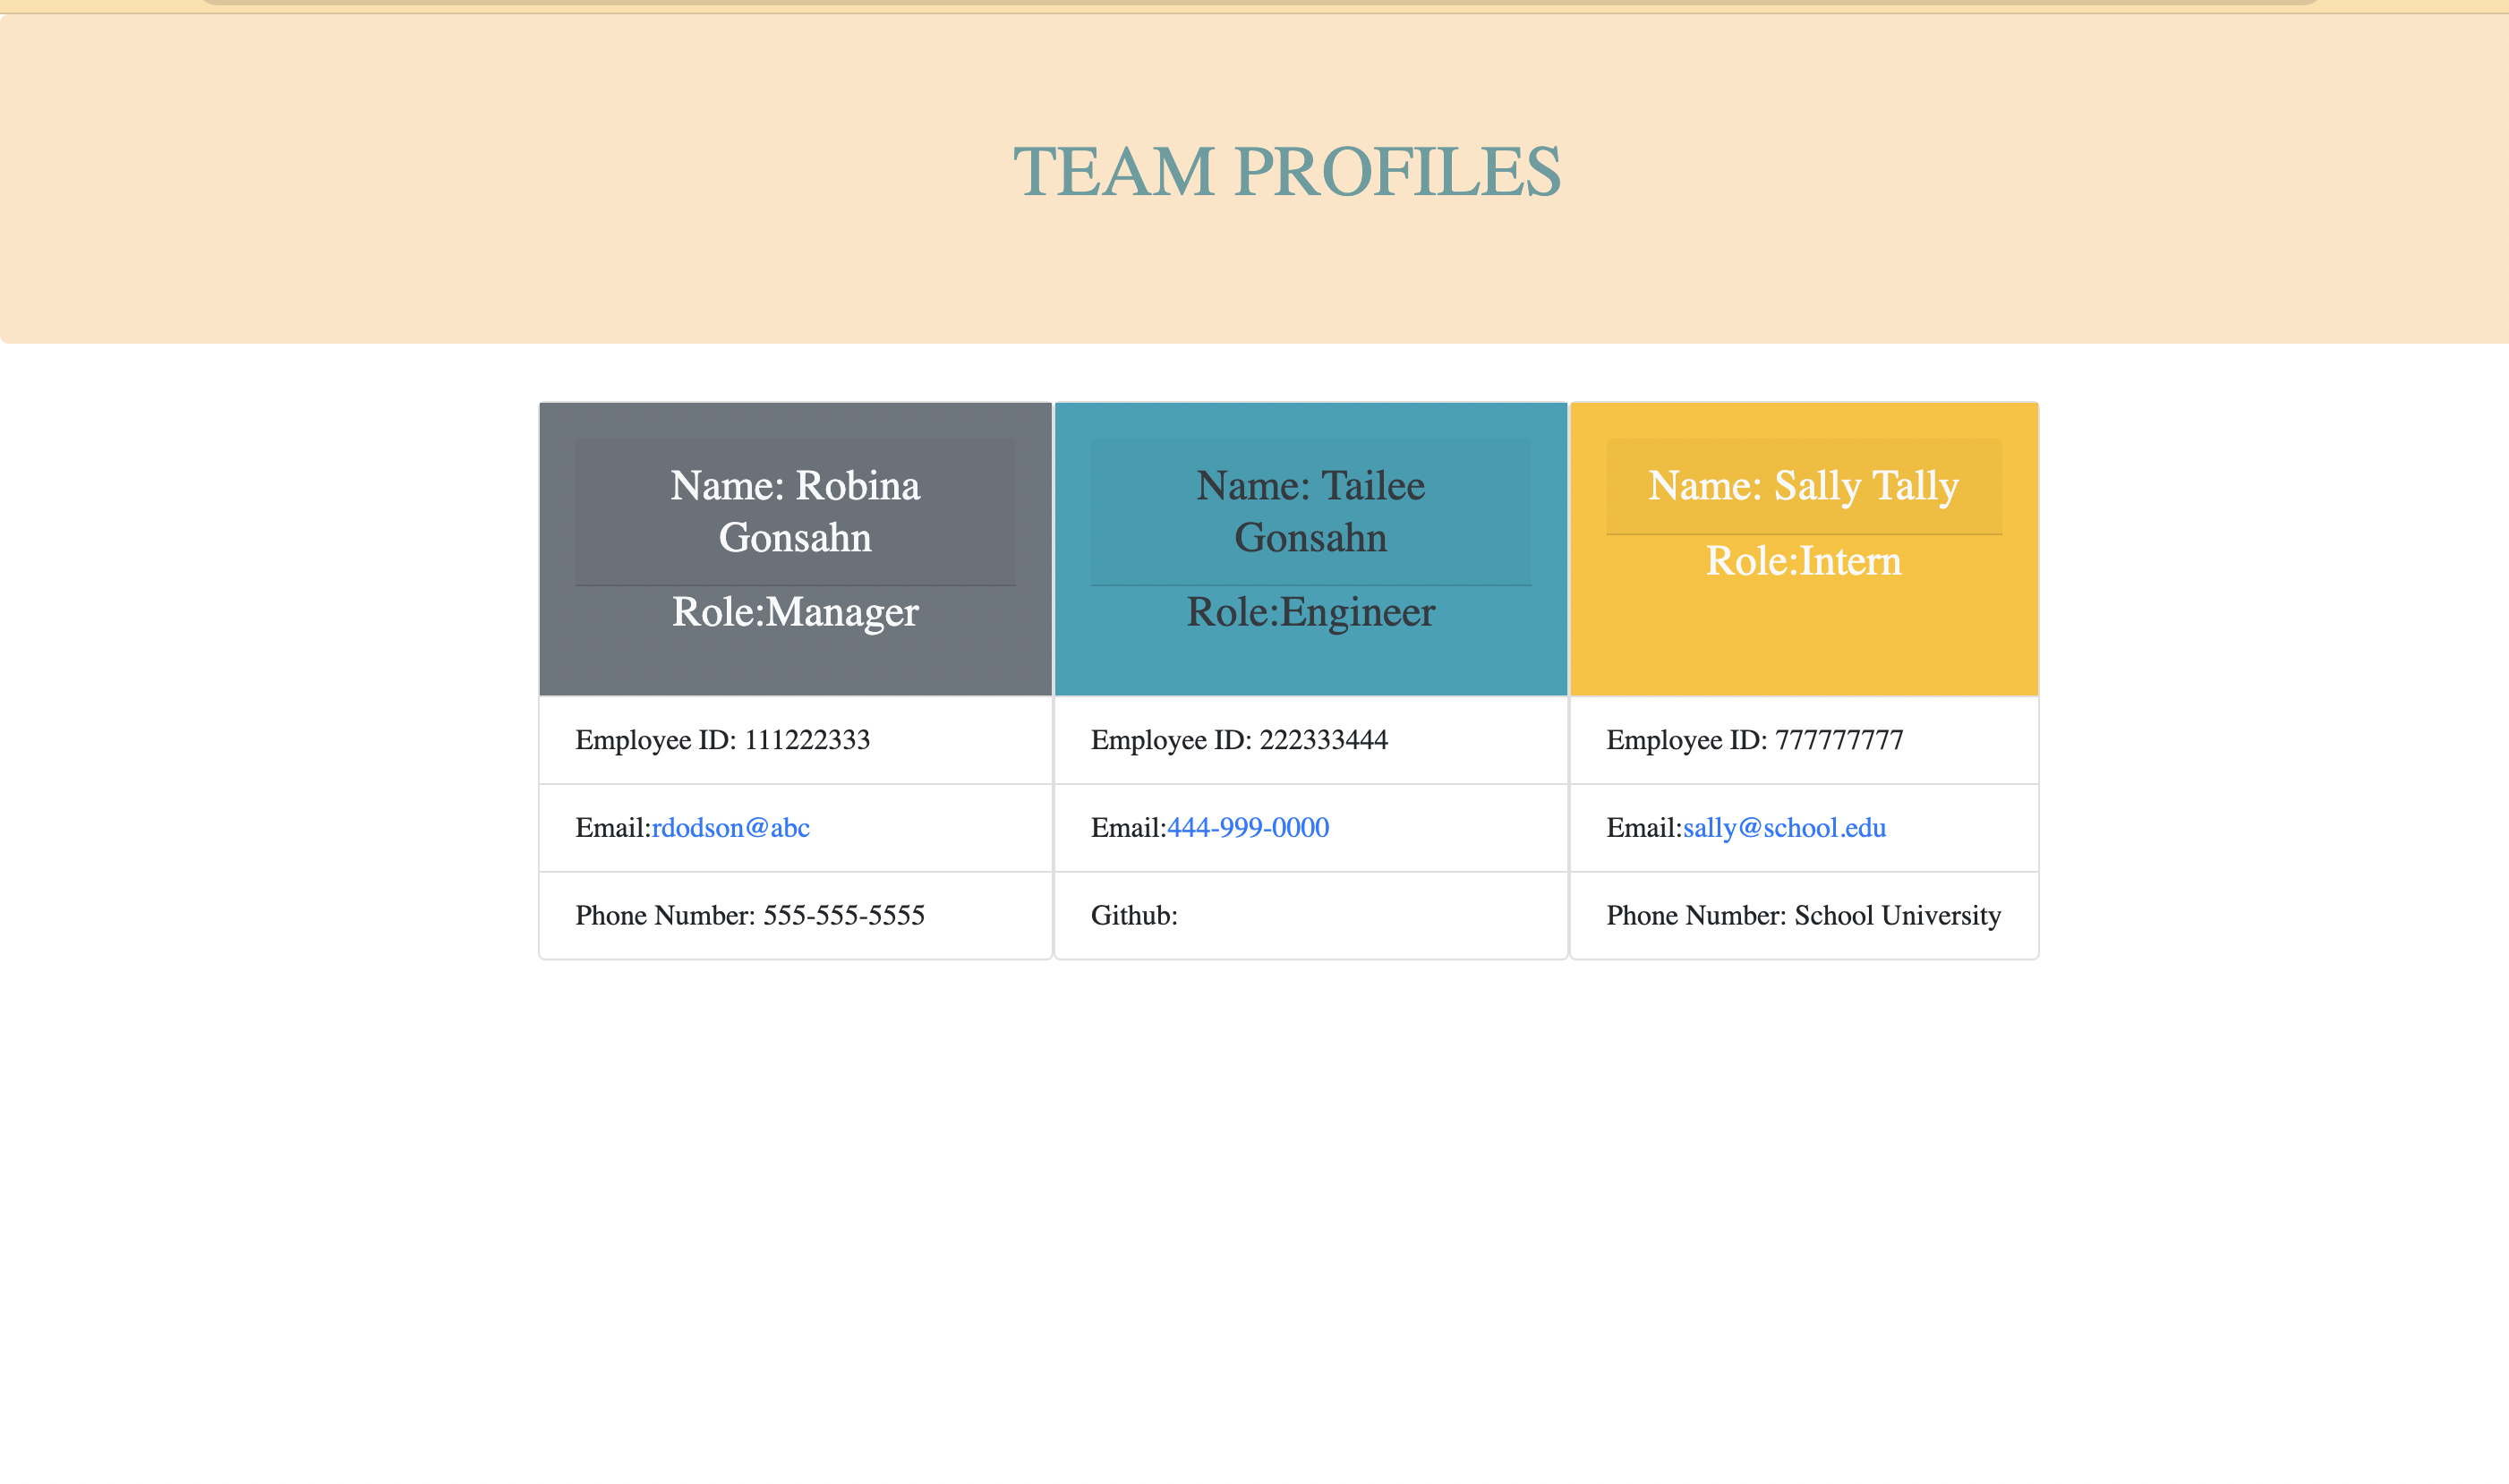 TEAM PROFILES
Name: Robina
Gonsahn
Role:Manager
Employee ID: 111222333
Email:rdodson@abc
Phone Number: 555-555-5555
Name: Tailee
Gonsahn
Role:Engineer
Employee ID: 222333444
Email:444-999-0000
Github:
Name: Sally Tally
Role:Intern
Employee ID: 777777777
Email:sally@school.edu
Phone Number: School University